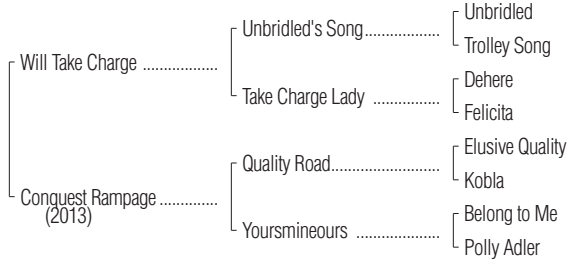 Unbridled
Unbridled's Song..................
Trolley Song
Will Take Charge ..................
Dehere
Take Charge Lady ................
Felicita
Elusive Quality
Quality Road..........................
Kobla
Conquest Rampage ..............
(2013)
Belong to Me
Yoursmineours ....................
Polly Adler